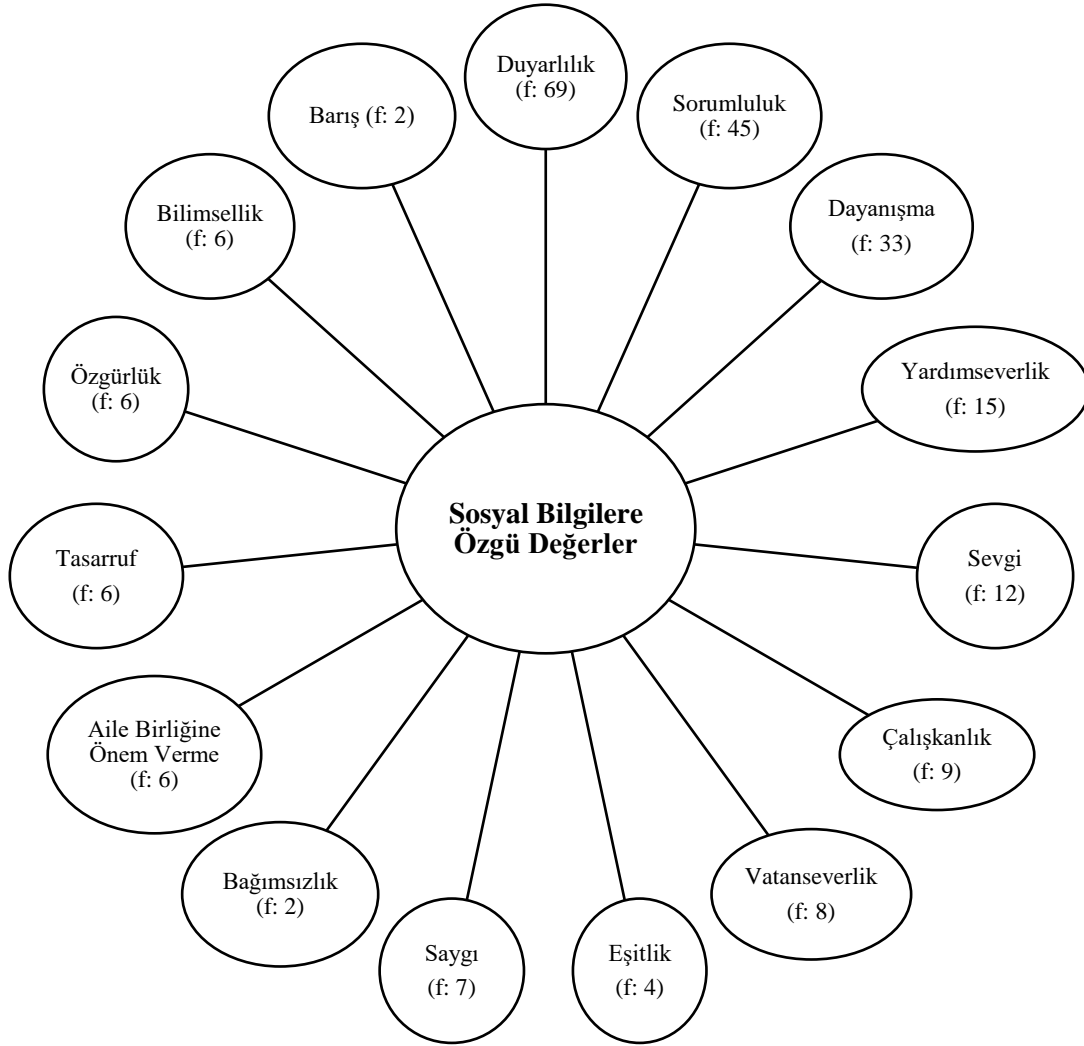 Duyarlılık
(f: 69)
Sorumluluk
(f: 45)
Dayanışma
(f: 33)
Yardımseverlik
(f: 15)
Sevgi
(f: 12)
Çalışkanlık
(f: 9)
Vatanseverlik
(f: 8)
Eşitlik
(f: 4)
Saygı
(f: 7)
Bağımsızlık
(f: 2)
Aile Birliğine
Önem Verme
(f: 6)
Tasarruf
(f: 6)
Özgürlük
(f: 6)
Bilimsellik
(f: 6)
Barış (f: 2)
Sosyal Bilgilere
Özgü Değerler